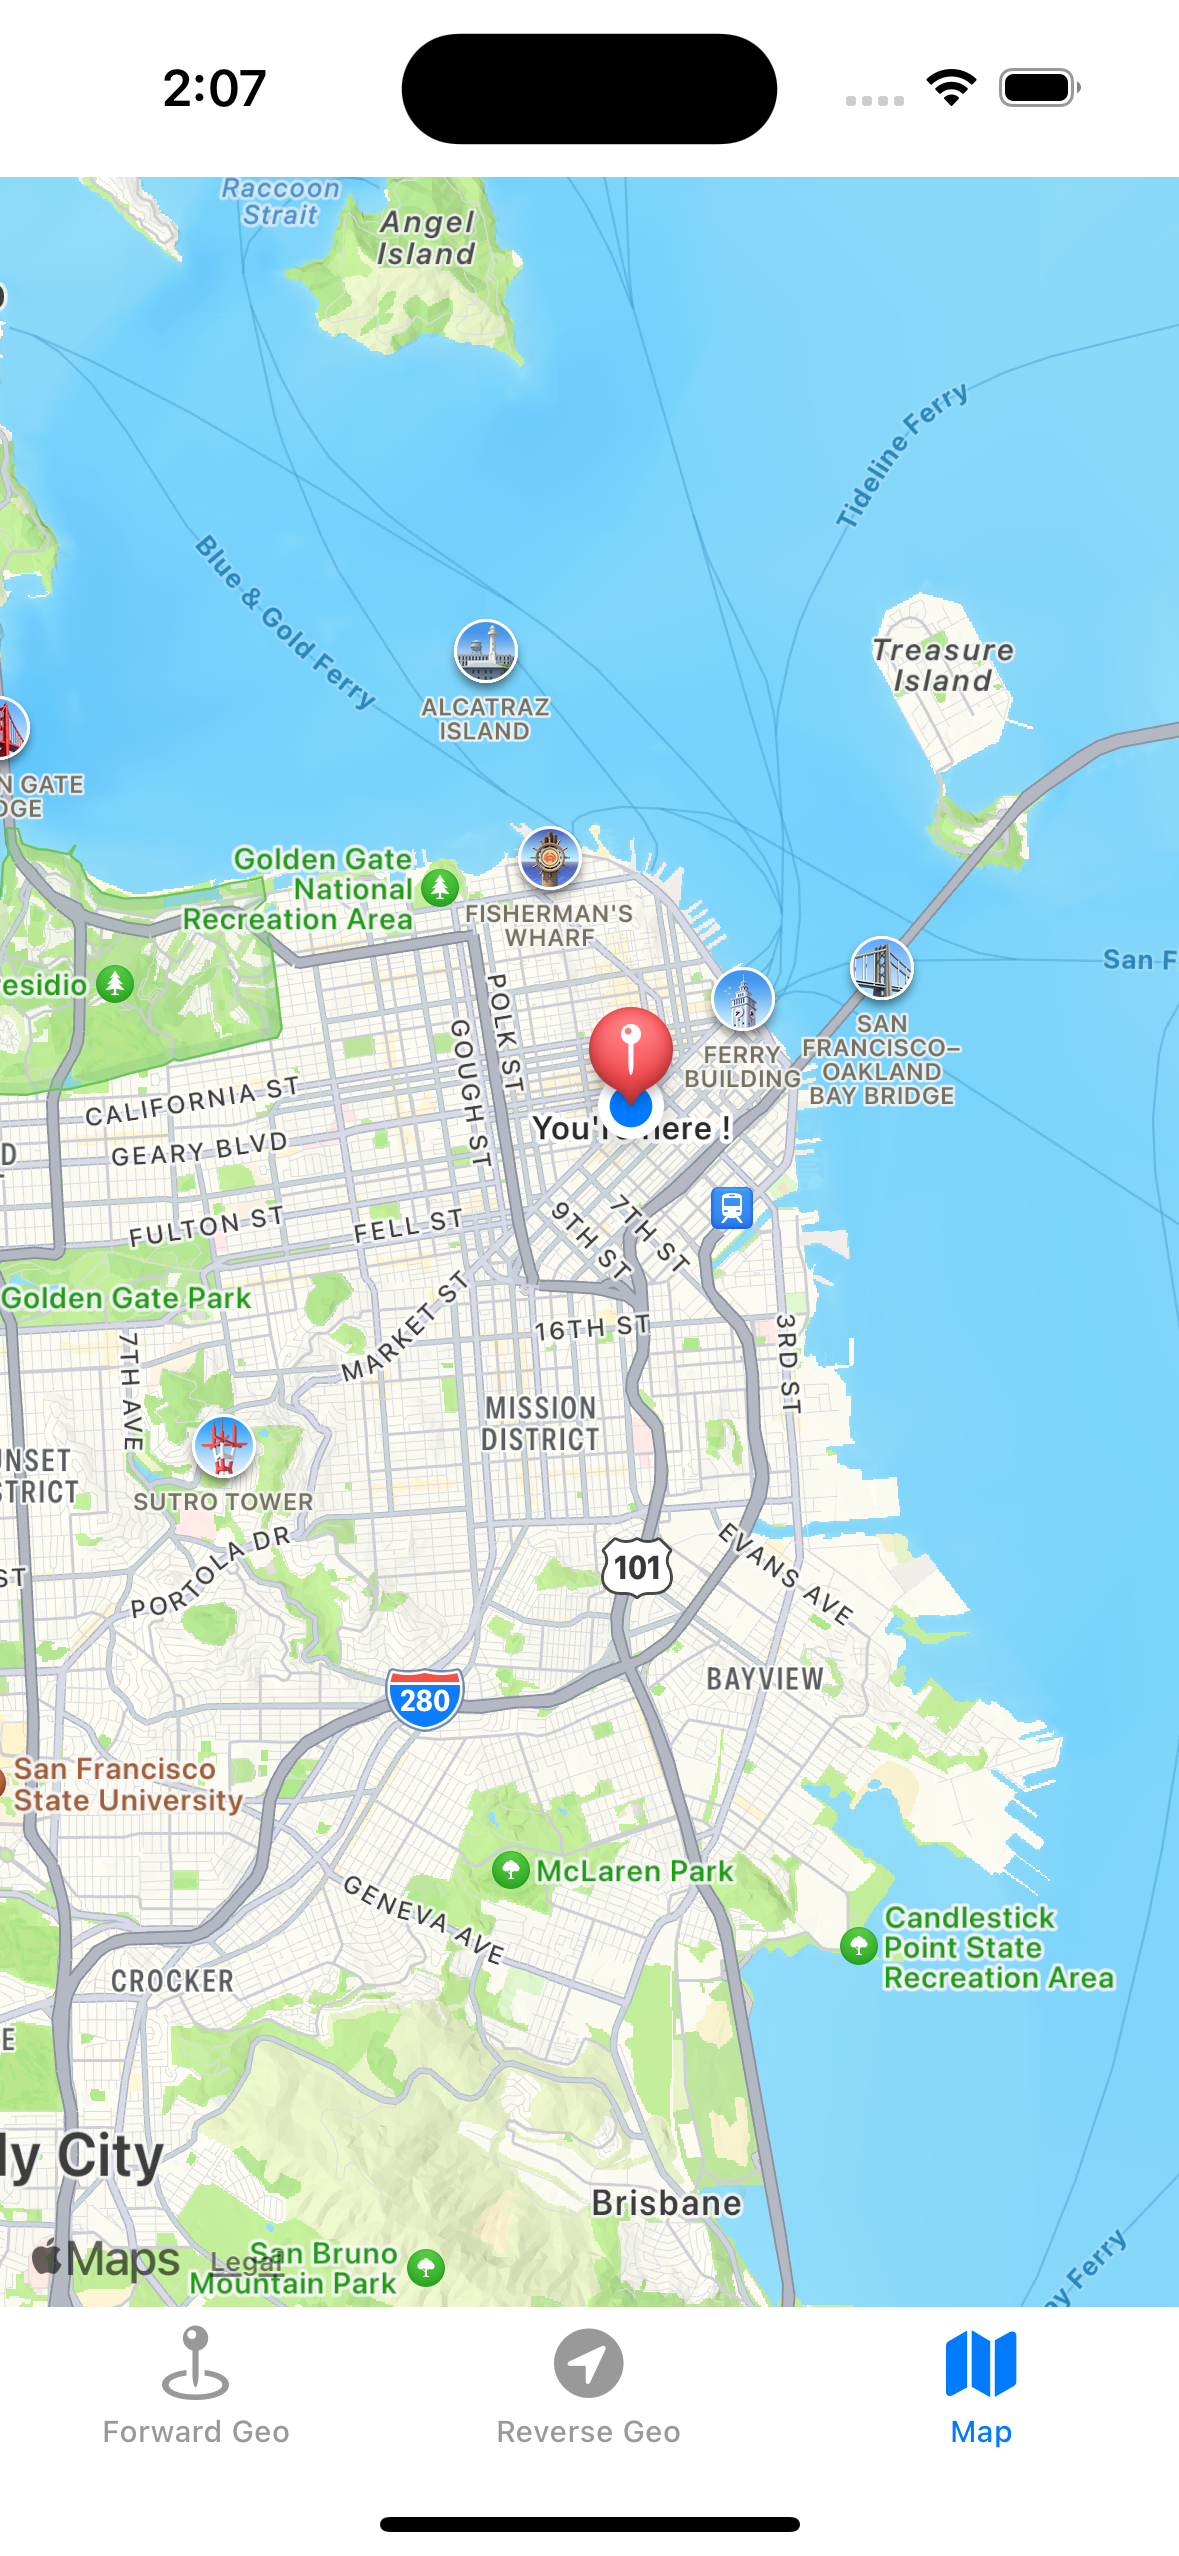 2:07
Raccoon
Strait
Angel
Island
Tideline Ferry
Blue & Gold Ferry
Treasure
Island
ALCATRAZ
ISLAND
N GATE
DGE
Golden Gate
National
Recreation Area
FISHERMAN'S
WHARF
San F
esidio
POLK ST
GOUGH ST
SAN
FRANCISCO–
OAKLAND
BAY BRIDGE
FERRY
BUILDING
CALIFORNIA ST
You're here !
GEARY BLVD
D
FULTON ST
FELL ST
9TH ST
7TH ST
Golden Gate Park
MARKET ST
16TH ST
3RD ST
7TH AVE
MISSION
DISTRICT
UNSET
STRICT
SUTRO TOWER
PORTOLA DR
ST
101
EVANS AVE
BAYVIEW
280
San Francisco
State University
McLaren Park
GENEVA AVE
Candlestick
Point State
Recreation Area
CROCKER
E
ly City
Brisbane
Maps
Legal
San Bruno
Mountain Park
ay Ferry
Forward Geo
Reverse Geo
Map